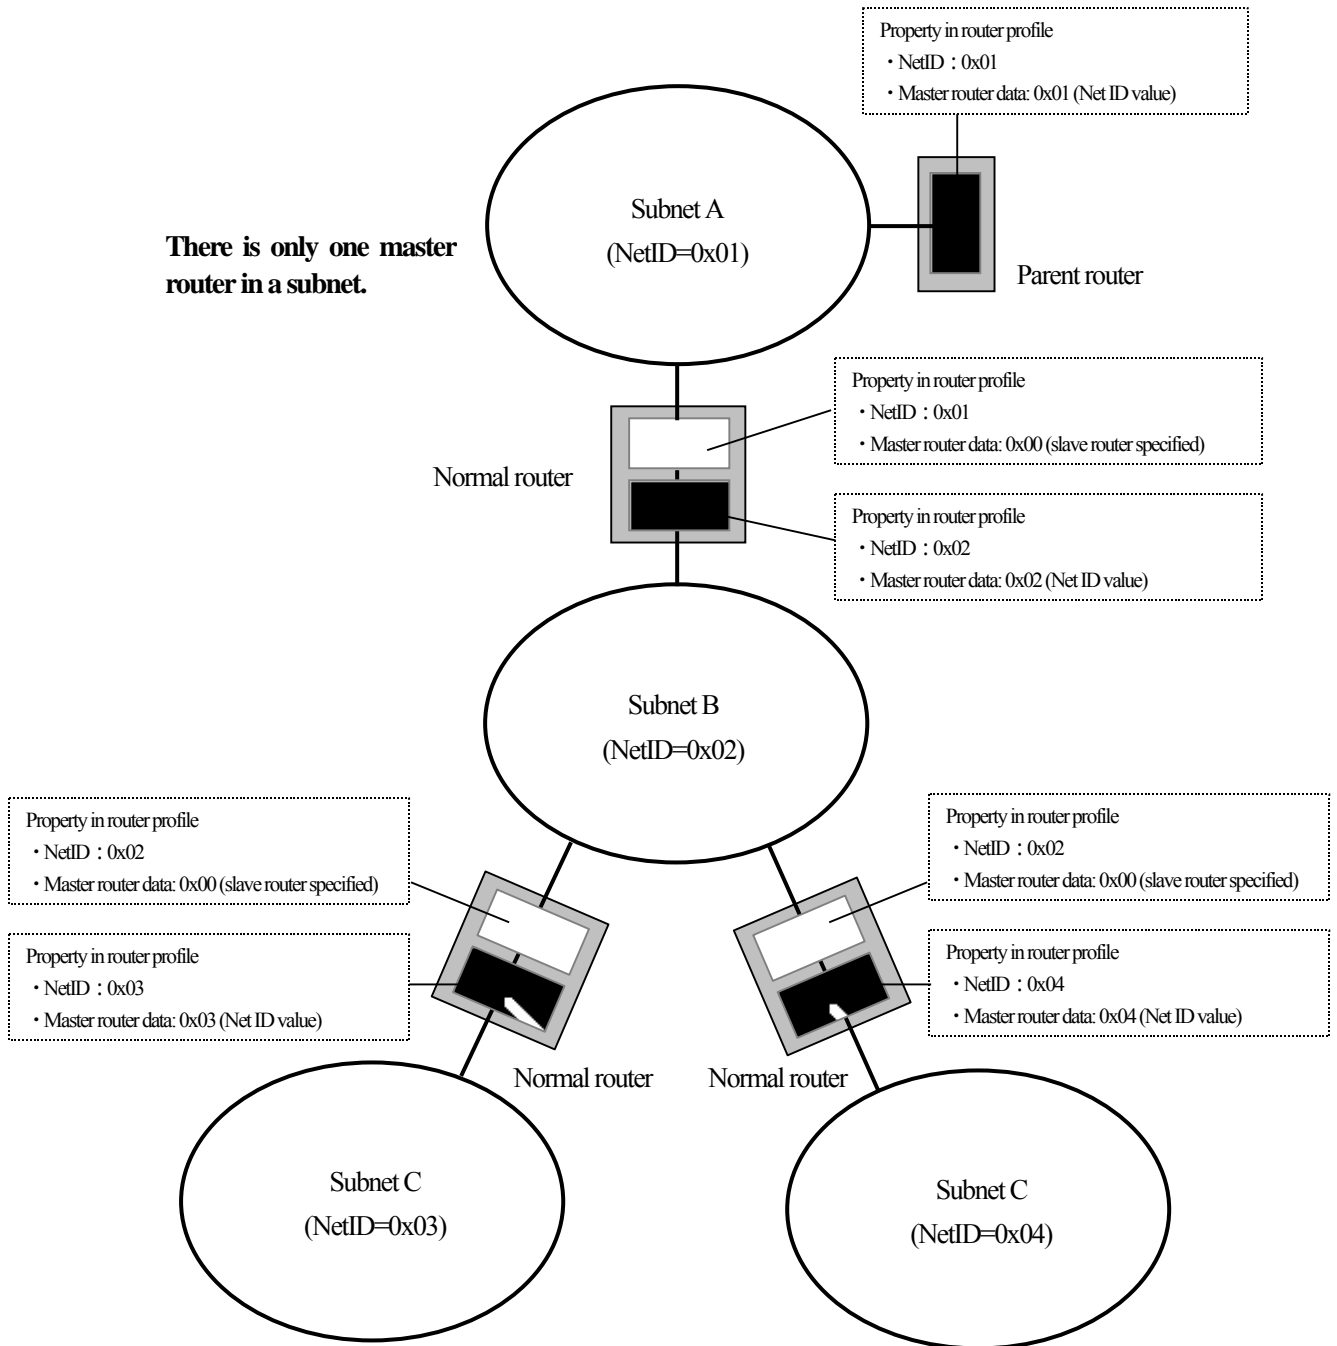 Property in router profile
・NetID：0x01
・Master router data: 0x01 (Net ID value)
Subnet A
(NetID=0x01)
There is only one master
router in a subnet.
Parent router
Property in router profile
・NetID：0x01
・Master router data: 0x00 (slave router specified)
Normal router
Property in router profile
・NetID：0x02
・Master router data: 0x02 (Net ID value)
Subnet B
(NetID=0x02)
Property in router profile
・NetID：0x02
・Master router data: 0x00 (slave router specified)
Property in router profile
・NetID：0x02
・Master router data: 0x00 (slave router specified)
Property in router profile
・NetID：0x03
・Master router data: 0x03 (Net ID value)
Property in router profile
・NetID：0x04
・Master router data: 0x04 (Net ID value)
Normal router
Normal router
Subnet C
(NetID=0x03)
Subnet C
(NetID=0x04)